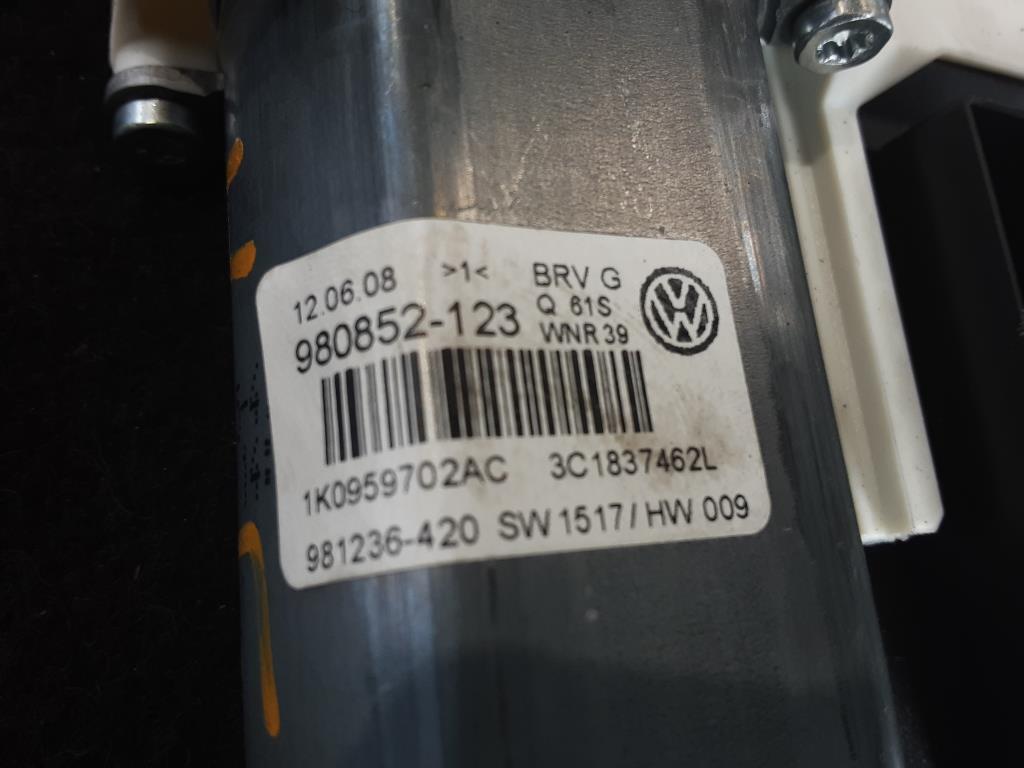 12.06.08 >1< BRV G
980852-123 Q 61S
WNR 39
1K0959702AC 3C1837462L
981236-420 SW 1517 / HW 009